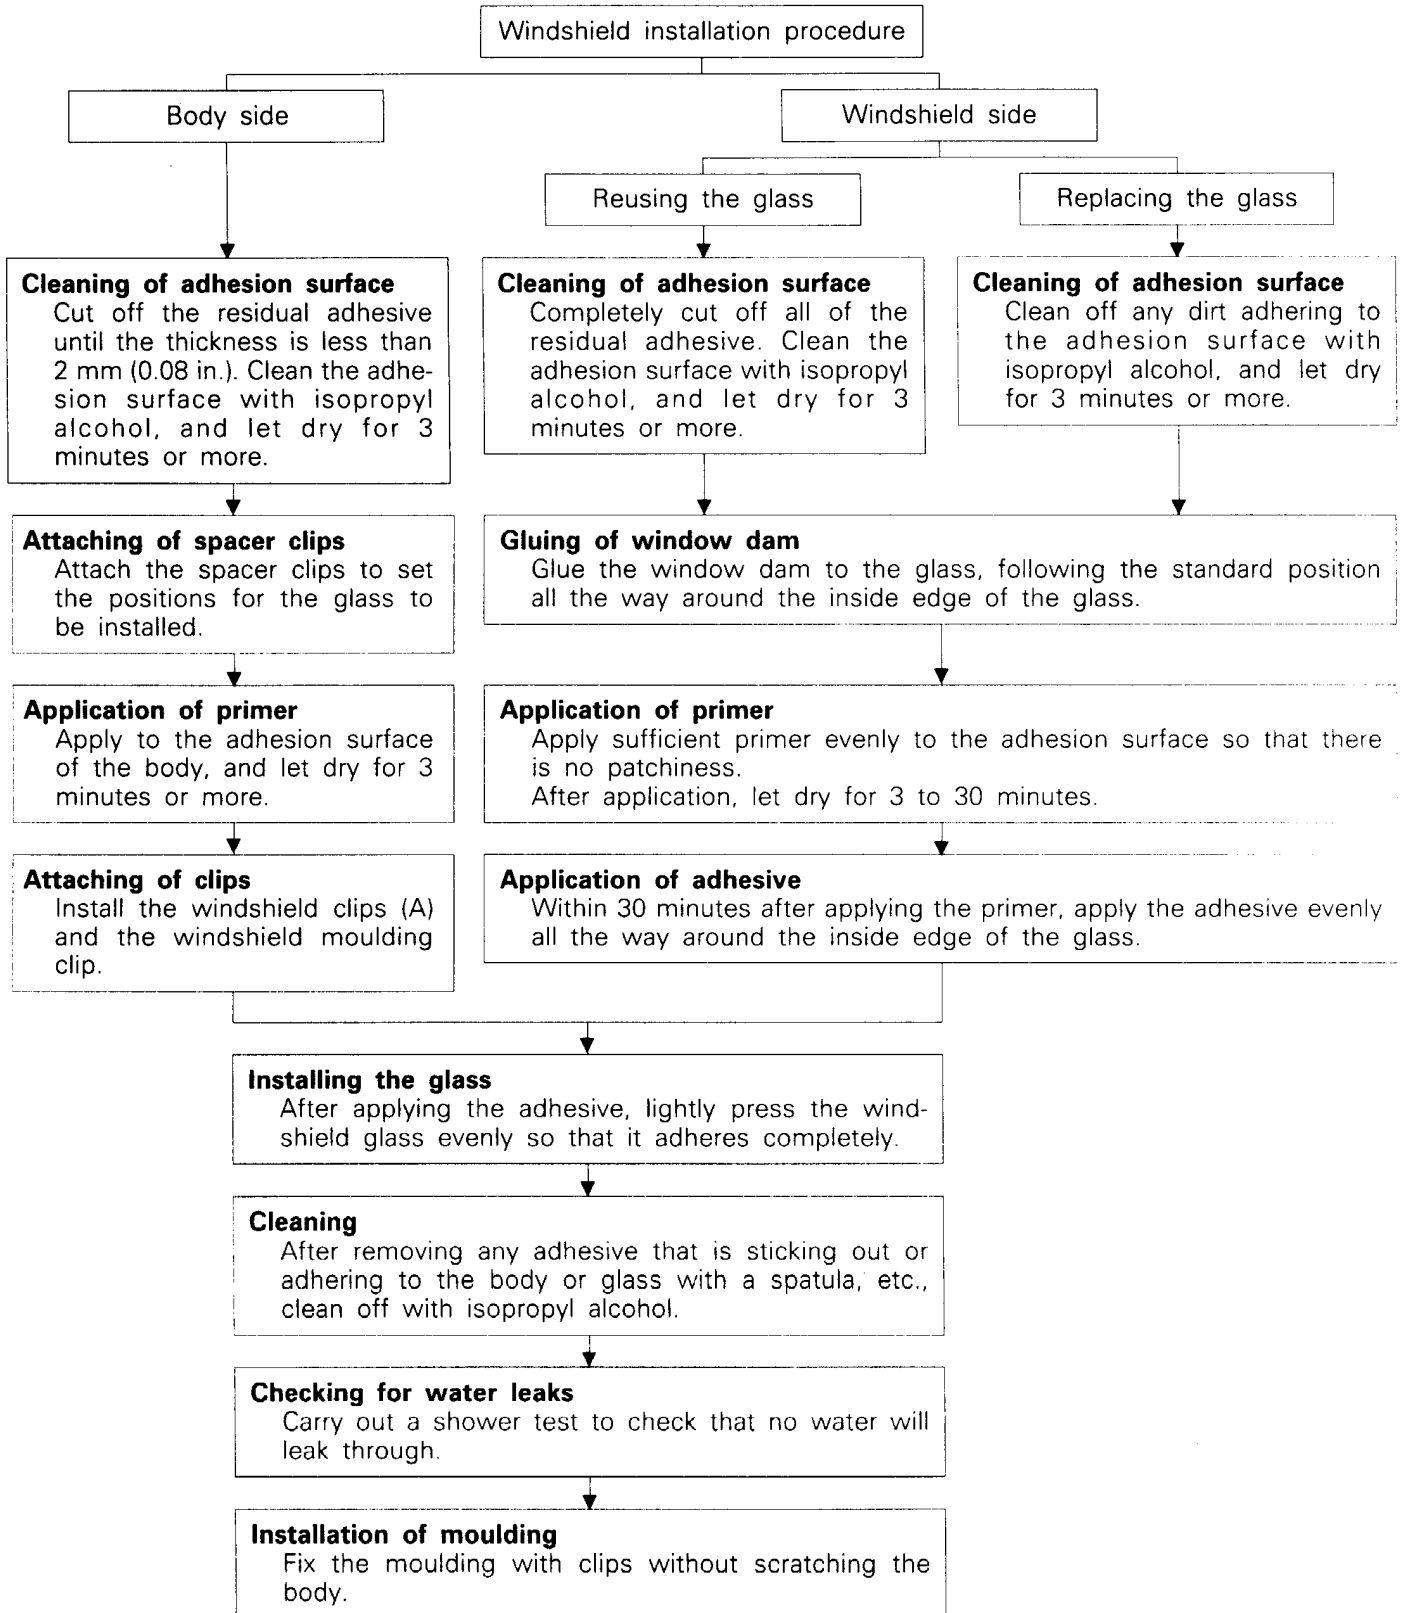 Windshield installation procedure
Body side
Windshield side
Reusing the glass
Replacing the glass
Cleaning of adhesion surface
Cut off the residual adhesive
until the thickness is less than
2 mm (0.08 in.). Clean the adhe-
sion surface with isopropyl
alcohol, and let dry for 3
minutes or more.
Cleaning of adhesion surface
Completely cut off all of the
residual adhesive. Clean the
adhesion surface with isopropyl
alcohol, and let dry for 3
minutes or more.
Cleaning of adhesion surface
Clean off any dirt adhering to
the adhesion surface with
isopropyl alcohol, and let dry
for 3 minutes or more.
Attaching of spacer clips
Attach the spacer clips to set
the positions for the glass to
be installed.
Gluing of window dam
Glue the window dam to the glass, following the standard position
all the way around the inside edge of the glass.
Application of primer
Apply to the adhesion surface
of the body, and let dry for 3
minutes or more.
Application of primer
Apply sufficient primer evenly to the adhesion surface so that there
is no patchiness.
After application, let dry for 3 to 30 minutes.
Attaching of clips
Install the windshield clips (A)
and the windshield moulding
clip.
Application of adhesive
Within 30 minutes after applying the primer, apply the adhesive evenly
all the way around the inside edge of the glass.
Installing the glass
After applying the adhesive, lightly press the wind-
shield glass evenly so that it adheres completely.
Cleaning
After removing any adhesive that is sticking out or
adhering to the body or glass with a spatula, etc.,
clean off with isopropyl alcohol.
Checking for water leaks
Carry out a shower test to check that no water will
leak through.
Installation of moulding
Fix the moulding with clips without scratching the
body.